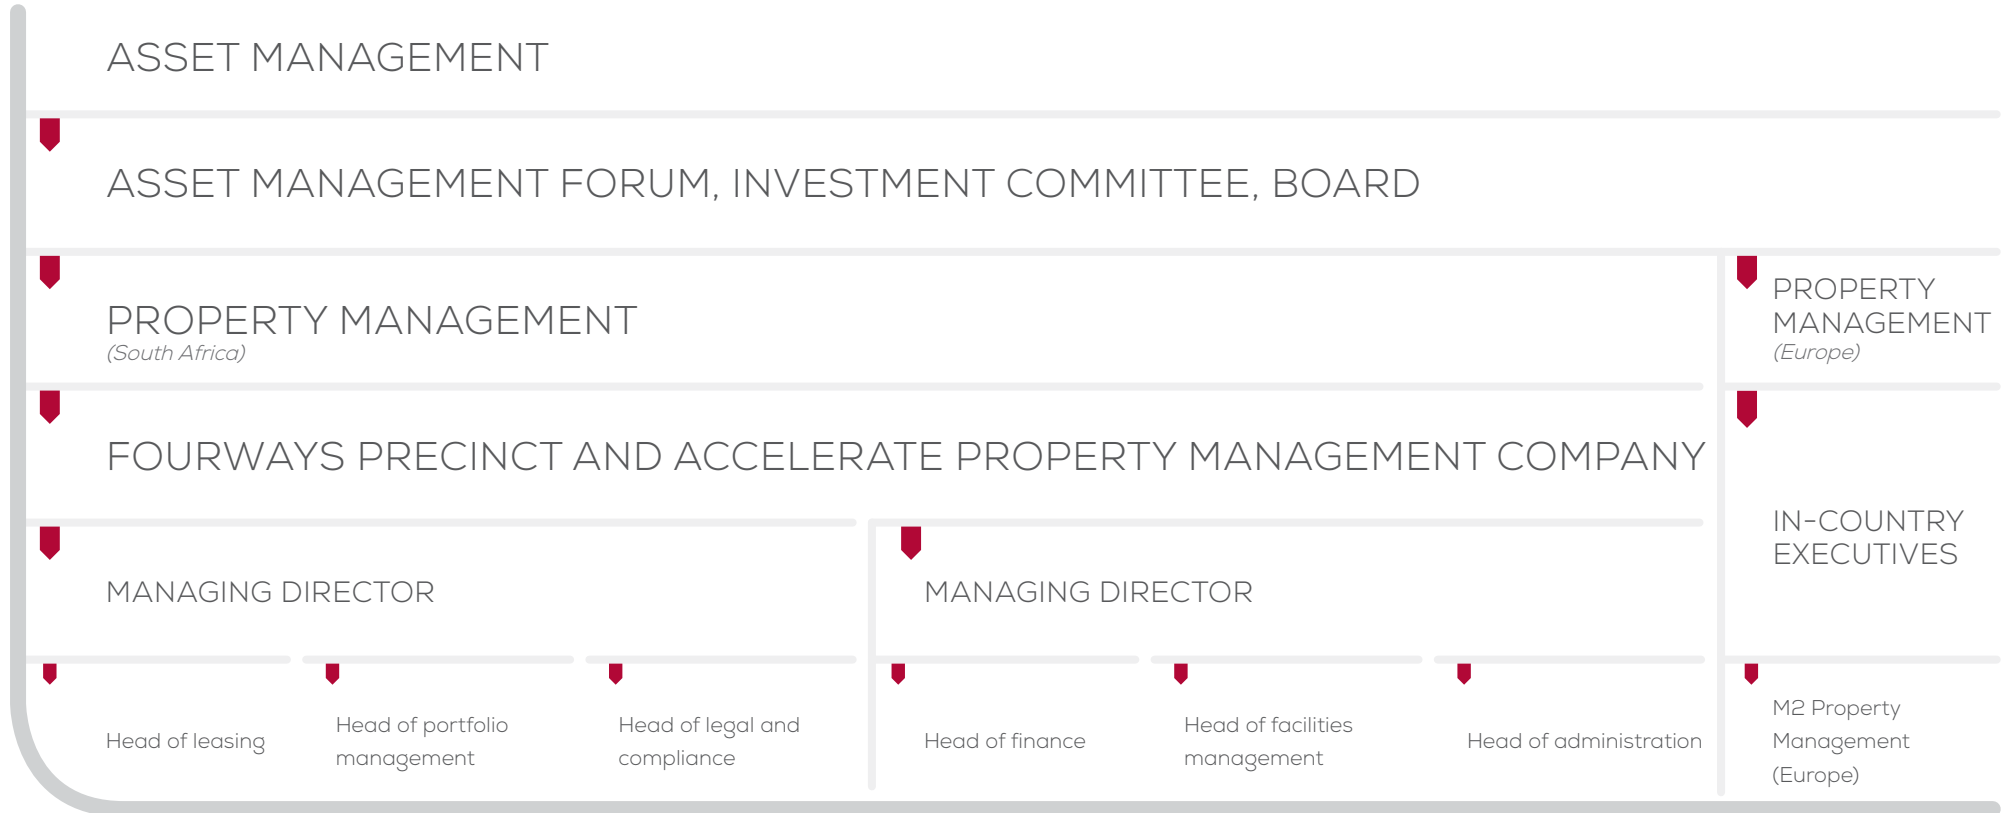 ASSET MANAGEMENT
ASSET MANAGEMENT FORUM, INVESTMENT COMMITTEE, BOARD
PROPERTY MANAGEMENT
(South Africa)
PROPERTY
MANAGEMENT
(Europe)
FOURWAYS PRECINCT AND ACCELERATE PROPERTY MANAGEMENT COMPANY
IN-COUNTRY
EXECUTIVES
MANAGING DIRECTOR
MANAGING DIRECTOR
Head of leasing
Head of portfolio
management
Head of legal and
compliance
Head of finance
Head of facilities
management
Head of administration
M2 Property
Management
(Europe)